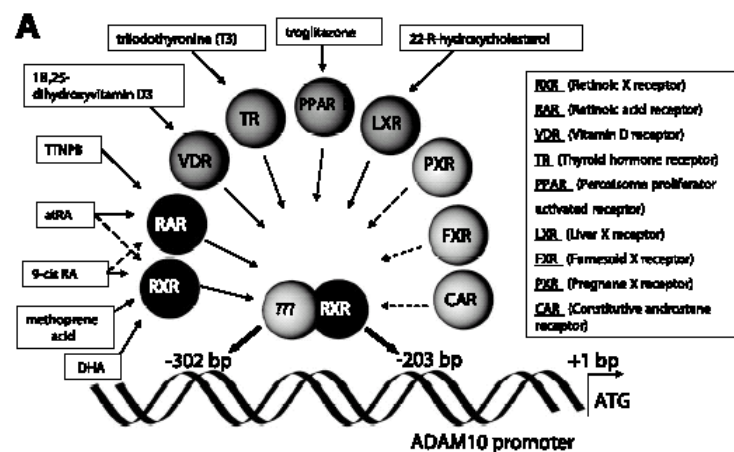 A
triiodothyronine (T3)
troglitazone
22-R-hydroxycholesterol
1B,25-
dihydroxyvitamin D3
TTNPB
atRA
9-cis RA
methoprene
acid
DHA
VDR
TR
PPAR
LXR
PXR
FXR
CAR
RAR
RXR
???
RXR
-302 bp
-203 bp
+1 bp
ATG
ADAM10 promoter
RXR (Retinoic X receptor)
RAR (Retinoic acid receptor)
VDR (Vitamin D receptor)
TR (Thyroid hormone receptor)
PPAR (Peroxisome proliferator
activated receptor)
LXR (Liver X receptor)
FXR (Farnesoid X receptor)
PXR (Pregnane X receptor)
CAR (Constitutive androstane
receptor)